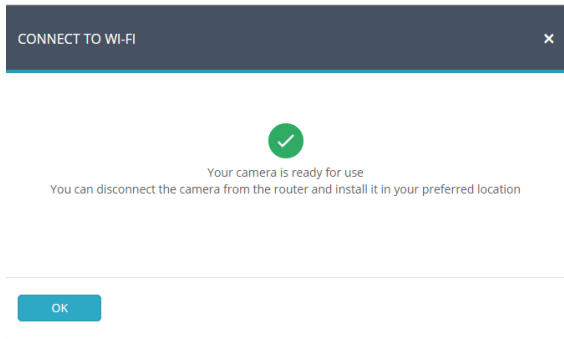 CONNECT TO WI-FI
Your camera is ready for use
You can disconnect the camera from the router and install it in your preferred location
OK